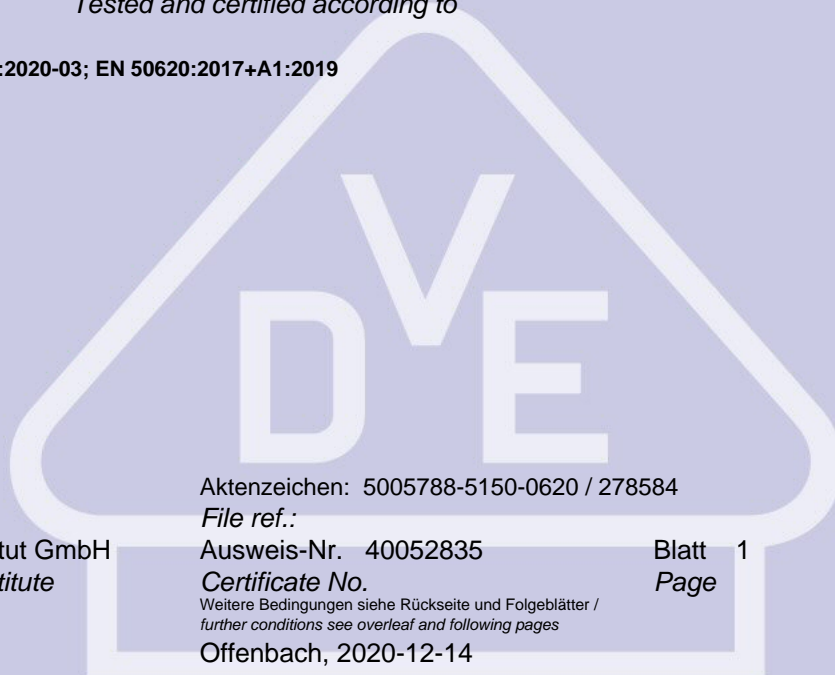 Tested and certified according to
:2020-03; EN 50620:2017+A1:2019
DVE
Aktenzeichen: 5005788-5150-0620 / 278584
File ref.:
tut GmbH Ausweis-Nr. 40052835 Blatt 1
titute Certificate No. Page
Weitere Bedingungen siehe Rückseite und Folgeblätter /
further conditions see overleaf and following pages
Offenbach, 2020-12-14